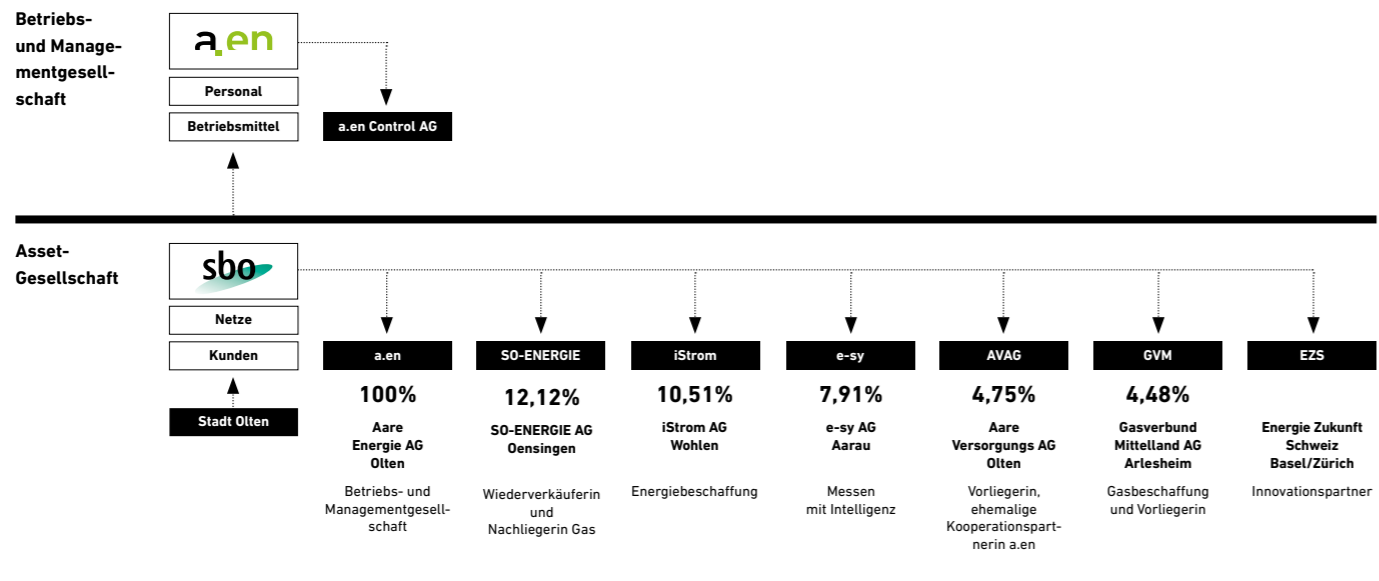 Betriebs-
und Manage-
mentgesell-
schaft
a.en
Personal
Betriebsmittel
a.en Control AG
Asset-
Gesellschaft
sbo
Netze
Kunden
Stadt Olten
a.en
100%
Aare
Energie AG
Olten
Betriebs- und
Managementgesell-
schaft
SO-ENERGIE
12,12%
SO-ENERGIE AG
Oensingen
Wiederverkäuferin
und
Nachliegerin Gas
iStrom
10,51%
iStrom AG
Wohlen
Energiebeschaffung
e-sy
7,91%
e-sy AG
Aarau
Messen
mit Intelligenz
AVAG
4,75%
Aare
Versorgungs AG
Olten
Vorliegerin,
ehemalige
Kooperationspart-
nerin a.en
GVM
4,48%
Gasverbund
Mittelland AG
Arlesheim
Gasbeschaffung
und Vorliegerin
EZS
Energie Zukunft
Schweiz
Basel/Zürich
Innovationspartner